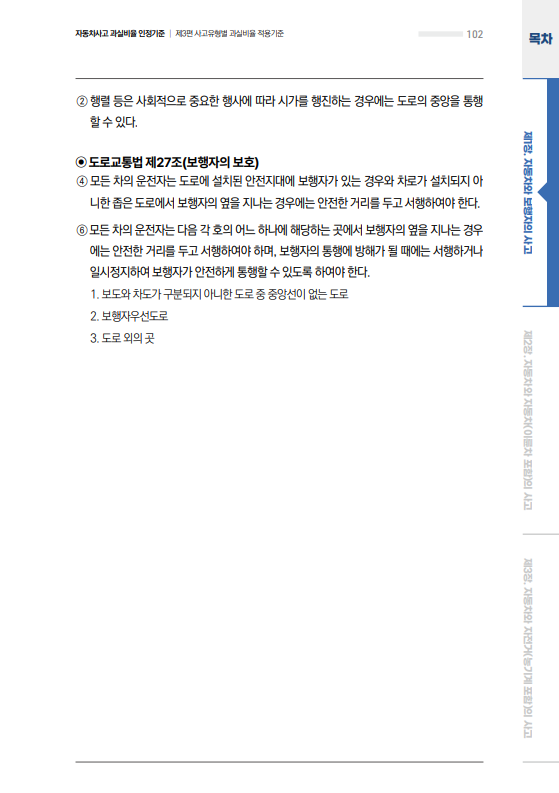 자동차사고 과실비율 인정기준 | 제3편 사고유형별 과실비율 적용기준
102
목차
② 행렬 등은 사회적으로 중요한 행사에 따라 시가를 행진하는 경우에는 도로의 중앙을 통행
할 수 있다.
◉ 도로교통법 제27조(보행자의 보호)
④ 모든 차의 운전자는 도로에 설치된 안전지대에 보행자가 있는 경우와 차로가 설치되지 아
니한 좁은 도로에서 보행자의 옆을 지나는 경우에는 안전한 거리를 두고 서행하여야 한다.
⑥ 모든 차의 운전자는 다음 각 호의 어느 하나에 해당하는 곳에서 보행자의 옆을 지나는 경우
에는 안전한 거리를 두고 서행하여야 하며, 보행자의 통행에 방해가 될 때에는 서행하거나
일시정지하여 보행자가 안전하게 통행할 수 있도록 하여야 한다.
1. 보도와 차도가 구분되지 아니한 도로 중 중앙선이 없는 도로
2. 보행자우선도로
3. 도로 외의 곳
제1장. 자동차와 보행자의 사고
제2장. 자동차와 자동차(이륜차 포함)의 사고
제3장. 자동차와 자전거(농기계 포함)의 사고